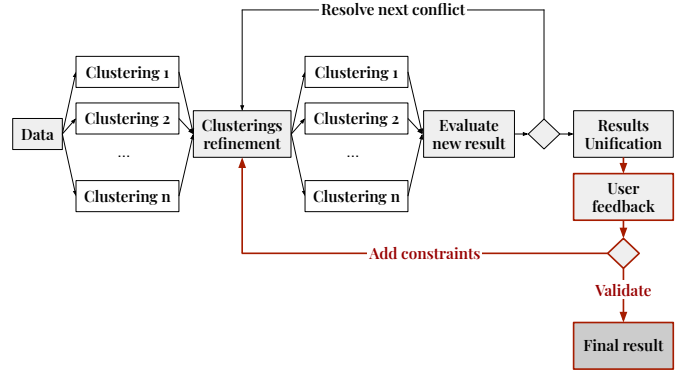 Resolve next conflict
Clustering 1
Clustering 1
Data
Clustering 2
Clusterings
refinement
Clustering 2
Evaluate
new result
Results
Unification
...
...
Clustering n
Clustering n
User
feedback
Add constraints
Validate
Final result